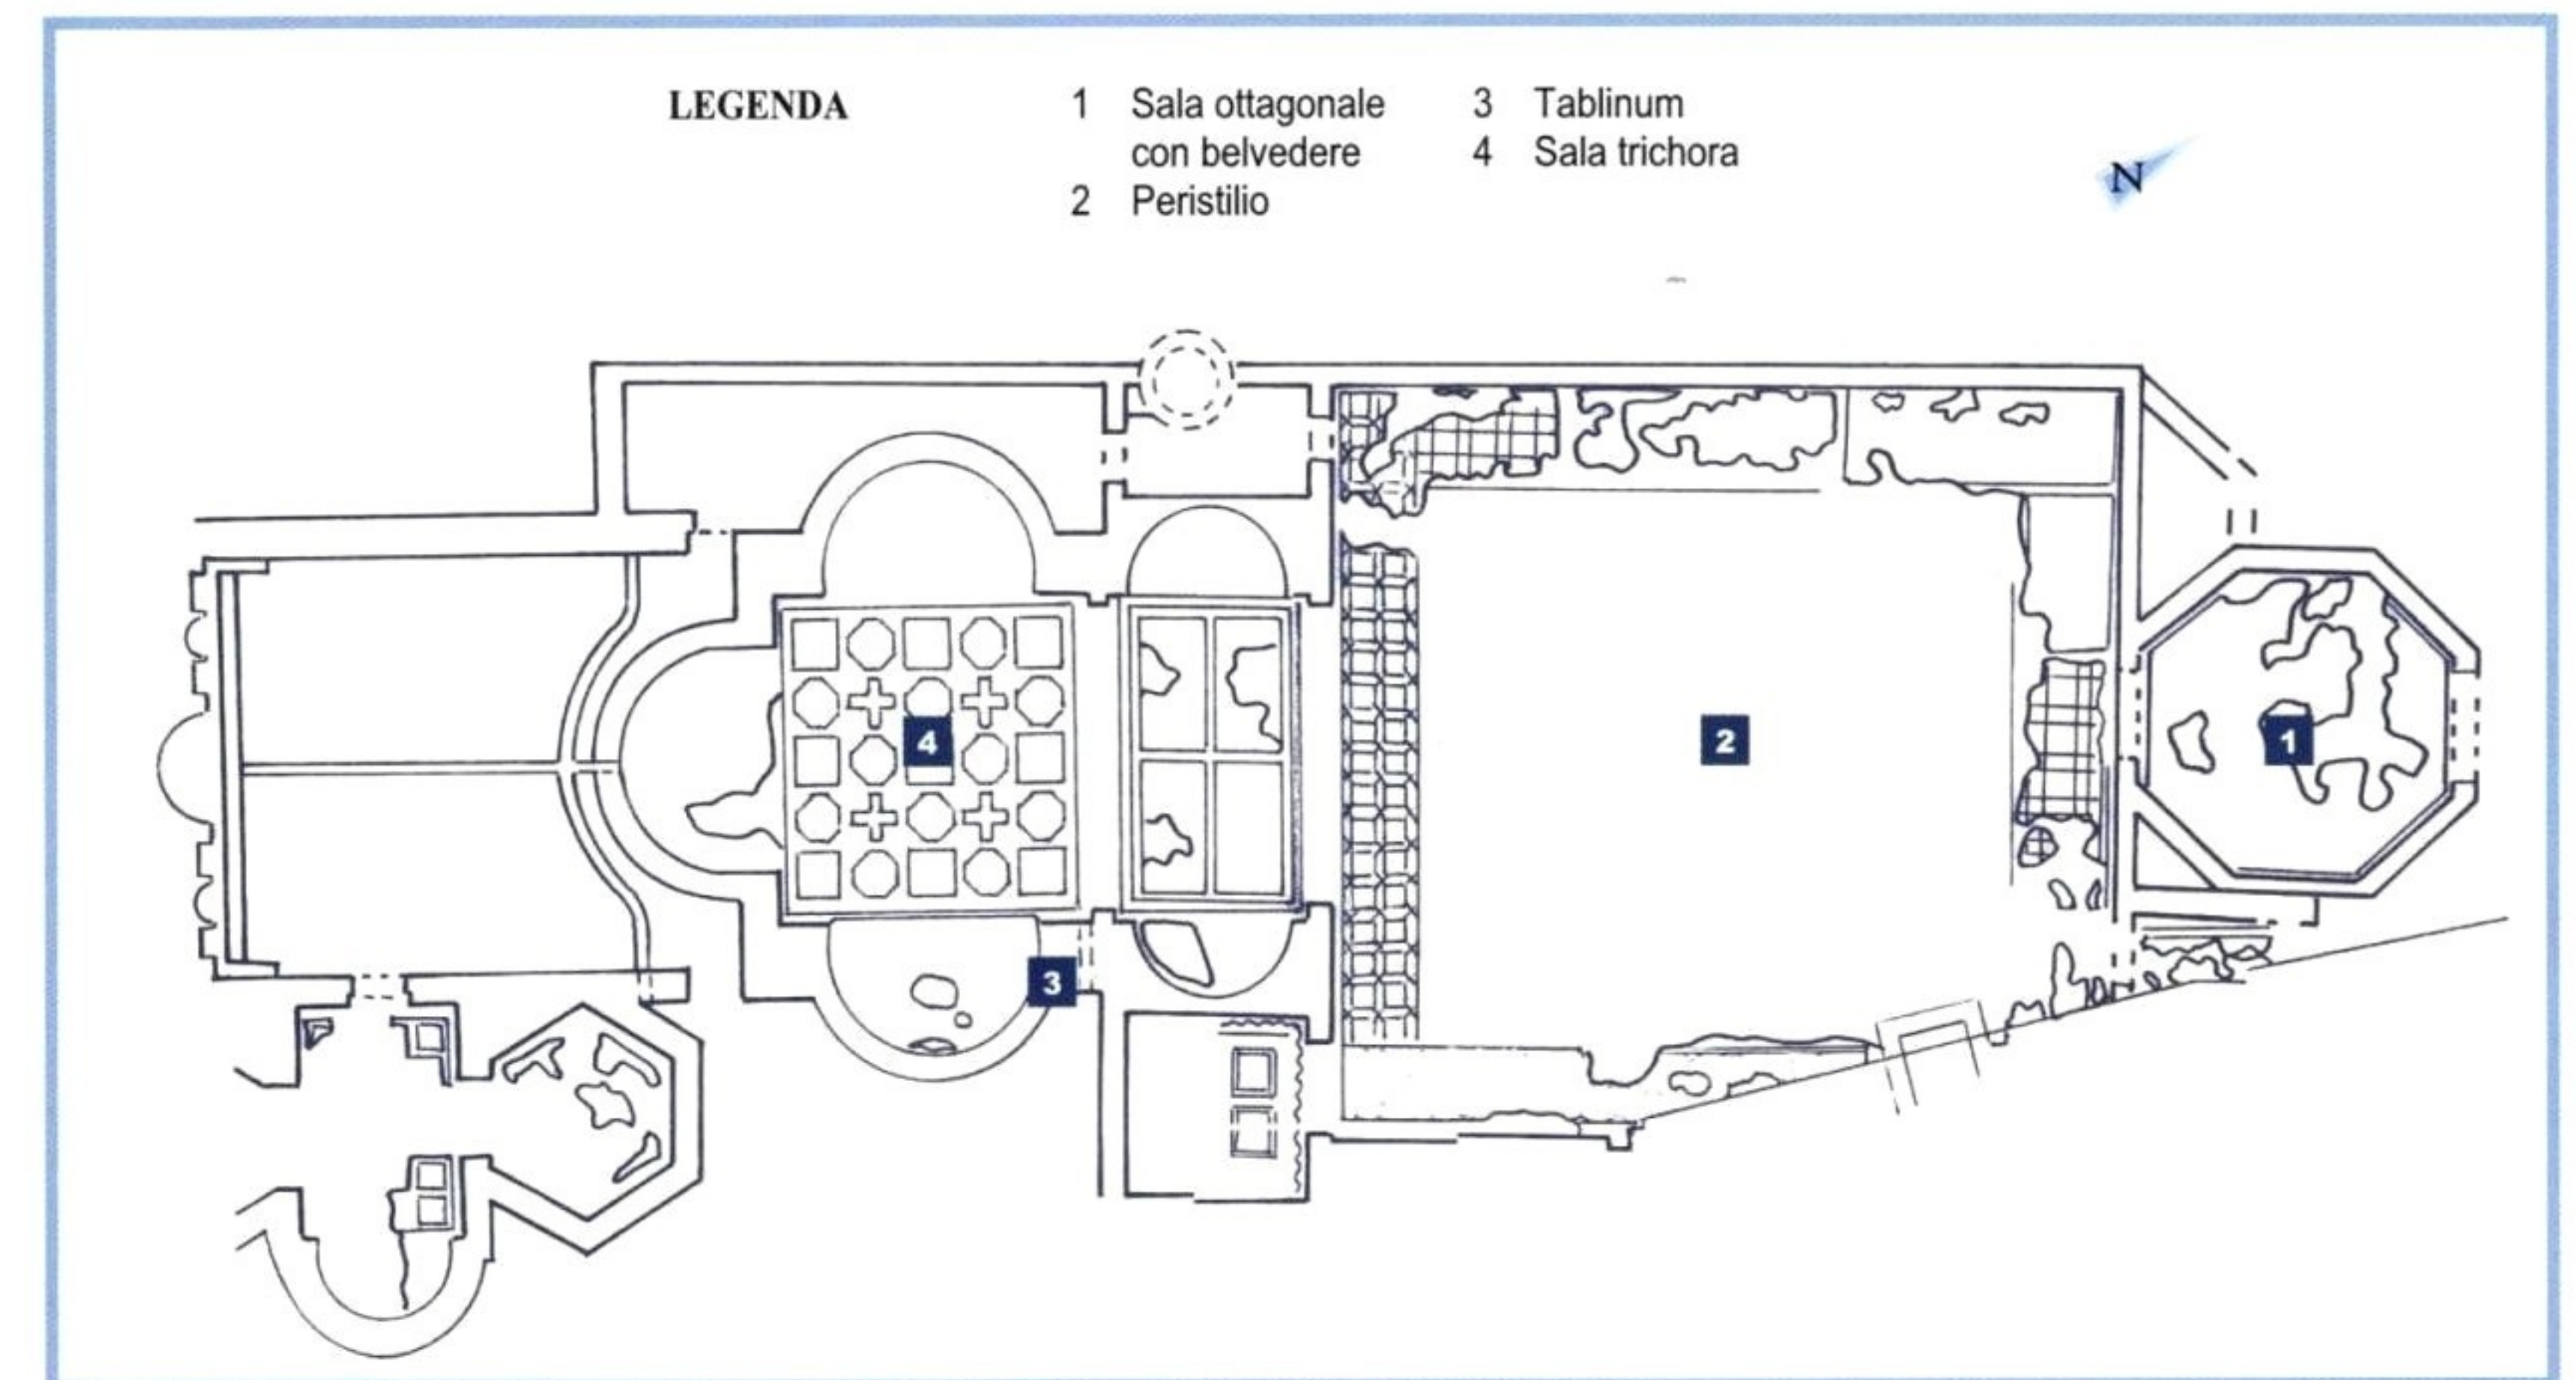 LEGENDA
1 Sala ottagonale
con belvedere
2 Peristilio
3 Tablinum
4 Sala trichora
N
4
2
1
3